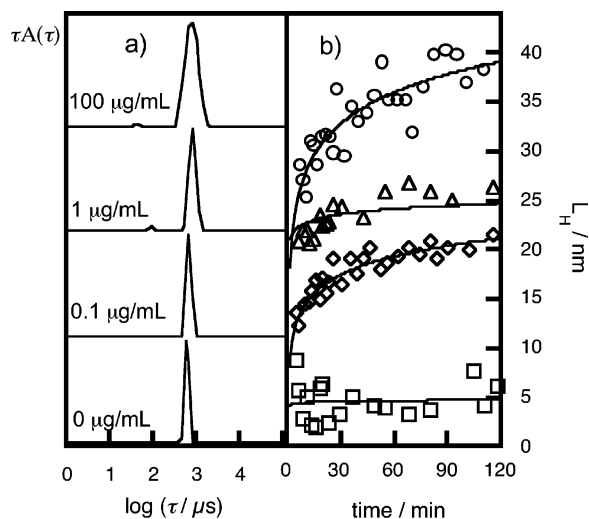 τA(τ)
a)
100 µg/mL
1 µg/mL
0.1 µg/mL
0 µg/mL
0 1 2 3 4
log (τ / µs)
b)
40
35
30
25
20
15
10
5
0
L_H / nm
0 30 60 90 120
time / min